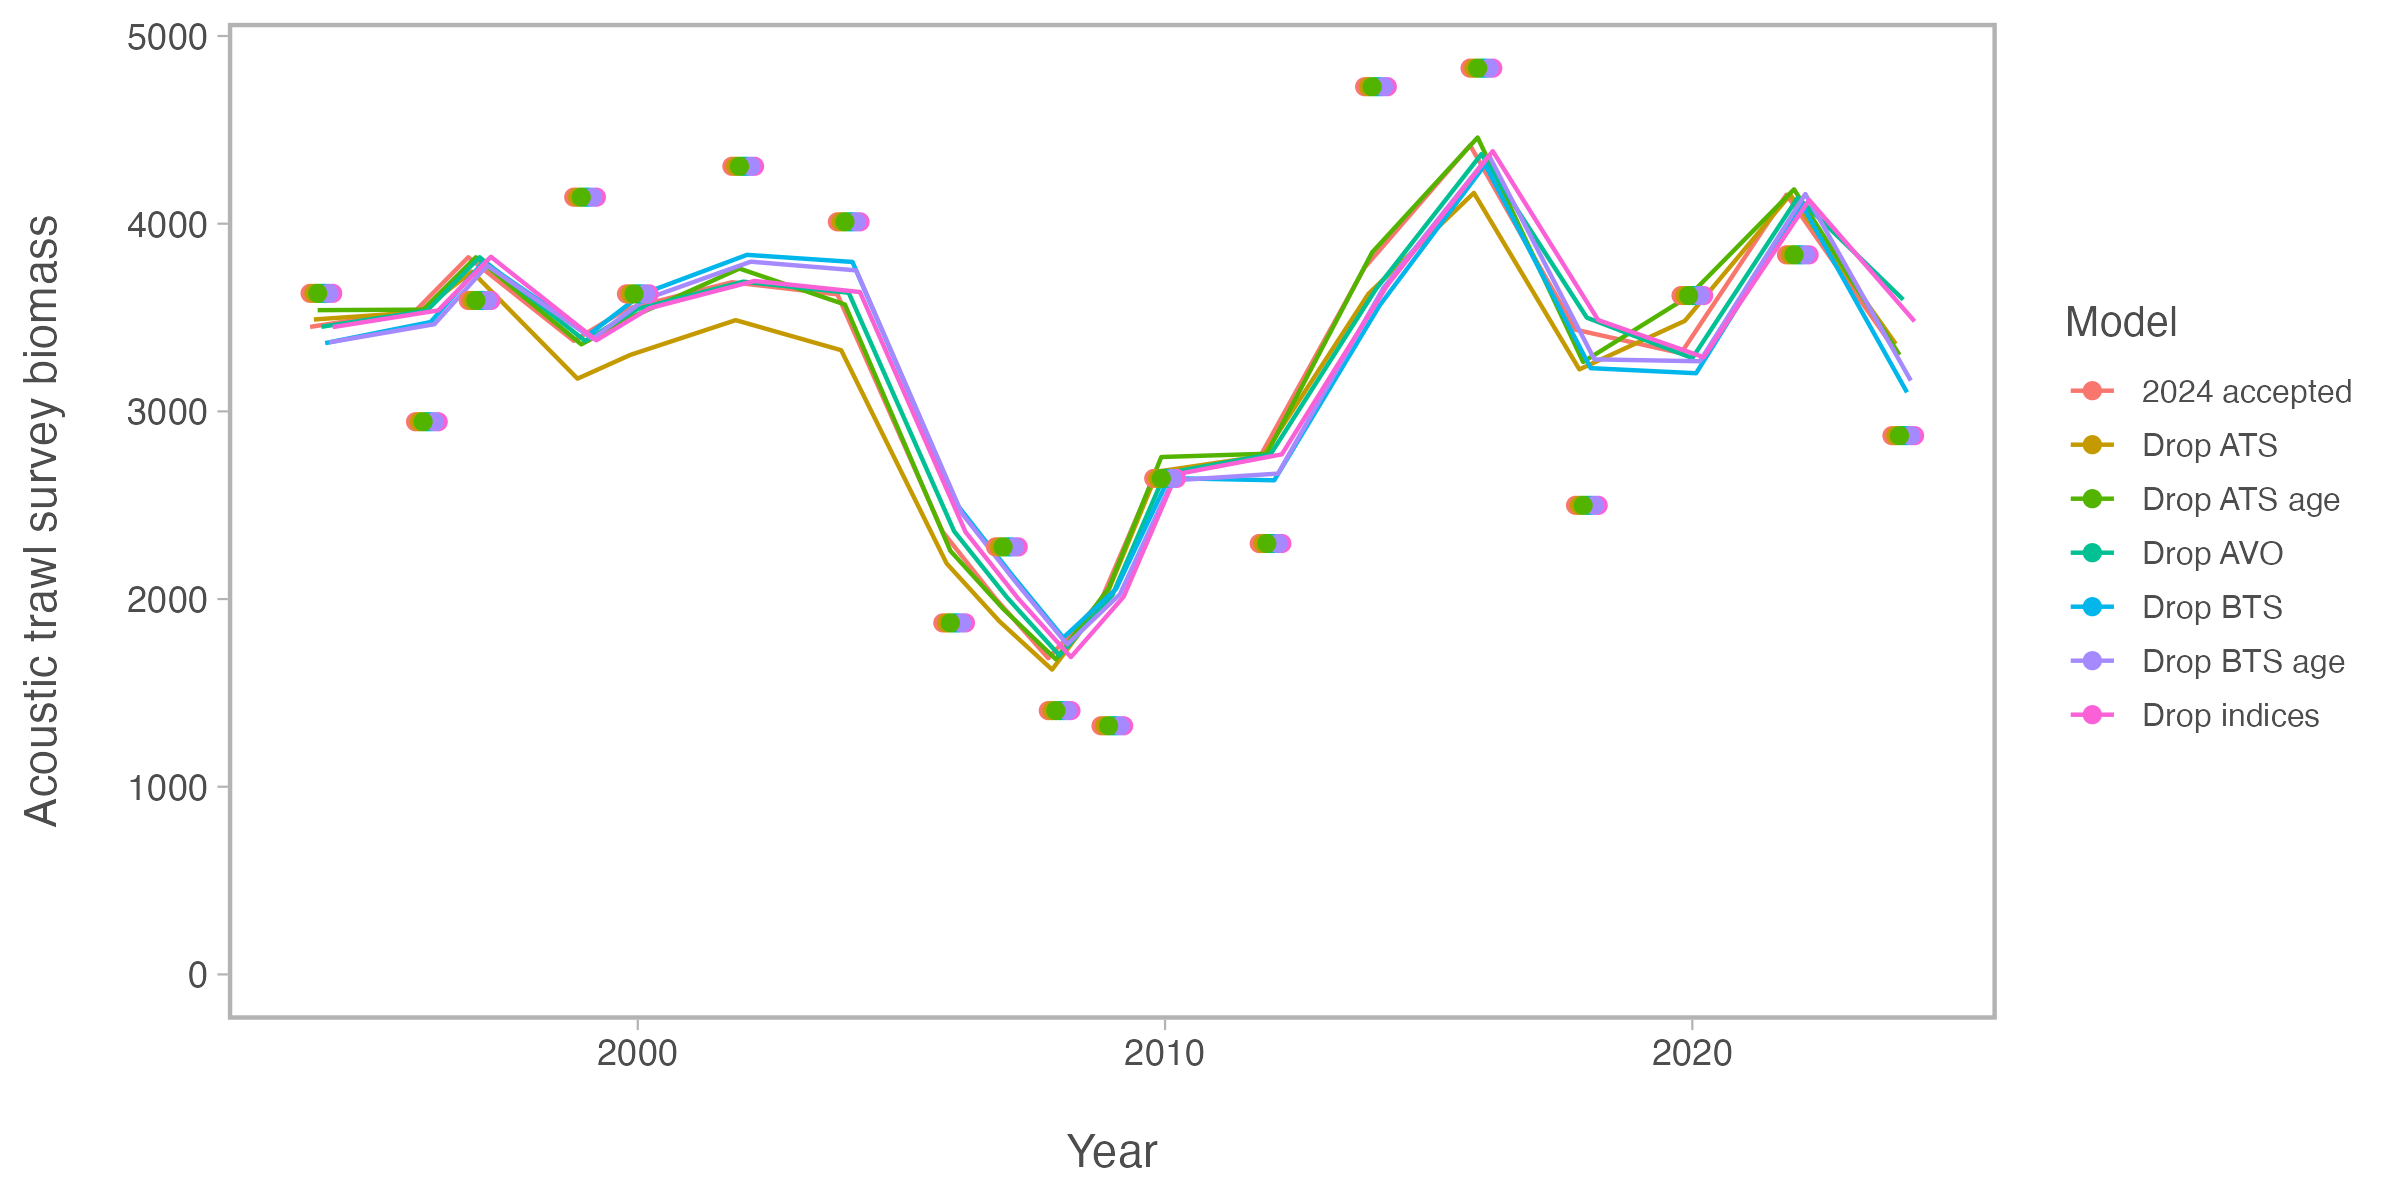 Acoustic trawl survey biomass
5000
4000
3000
2000
1000
0
2000
2010
2020
Year
Model
2024 accepted
Drop ATS
Drop ATS age
Drop AVO
Drop BTS
Drop BTS age
Drop indices